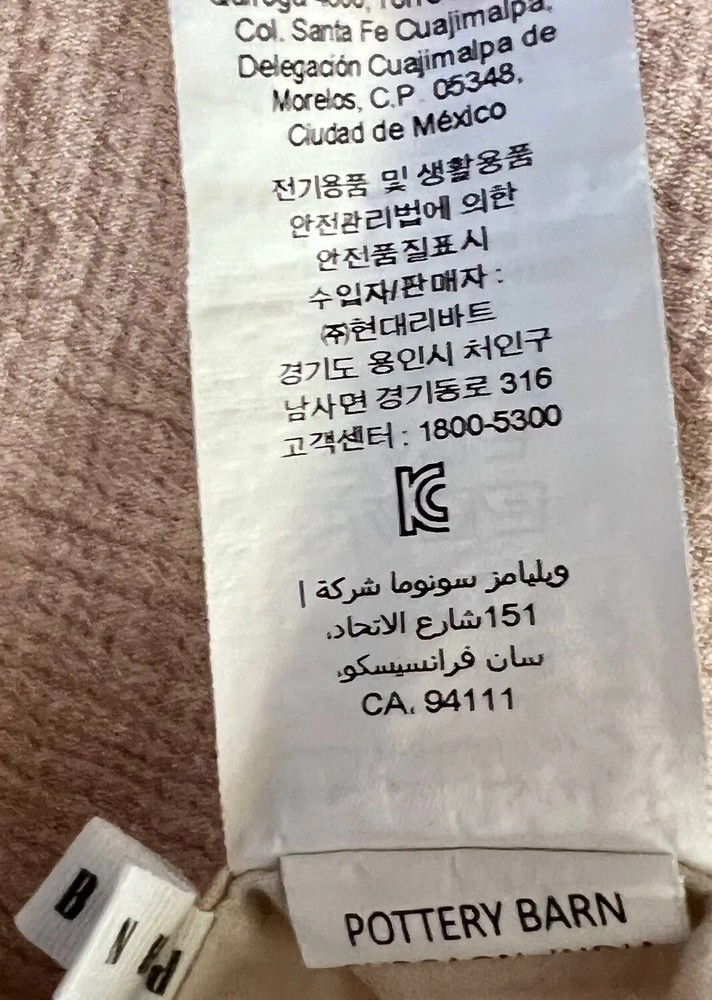 Col. Santa Fe Cuajimalpa,
Delegación Cuajimalpa de
Morelos, C.P. 05348,
Ciudad de México
전기용품 및 생활용품
안전관리법에 의한
안전품질표시
수입자/판매자 :
㈜현대리바트
경기도 용인시 처인구
남사면 경기동로 316
고객센터 : 1800-5300
KC
ويليامز سونوما شركة |
151شارع الاتحاد،
سان فرانسيسكو،
CA، 94111
POTTERY BARN
B
N